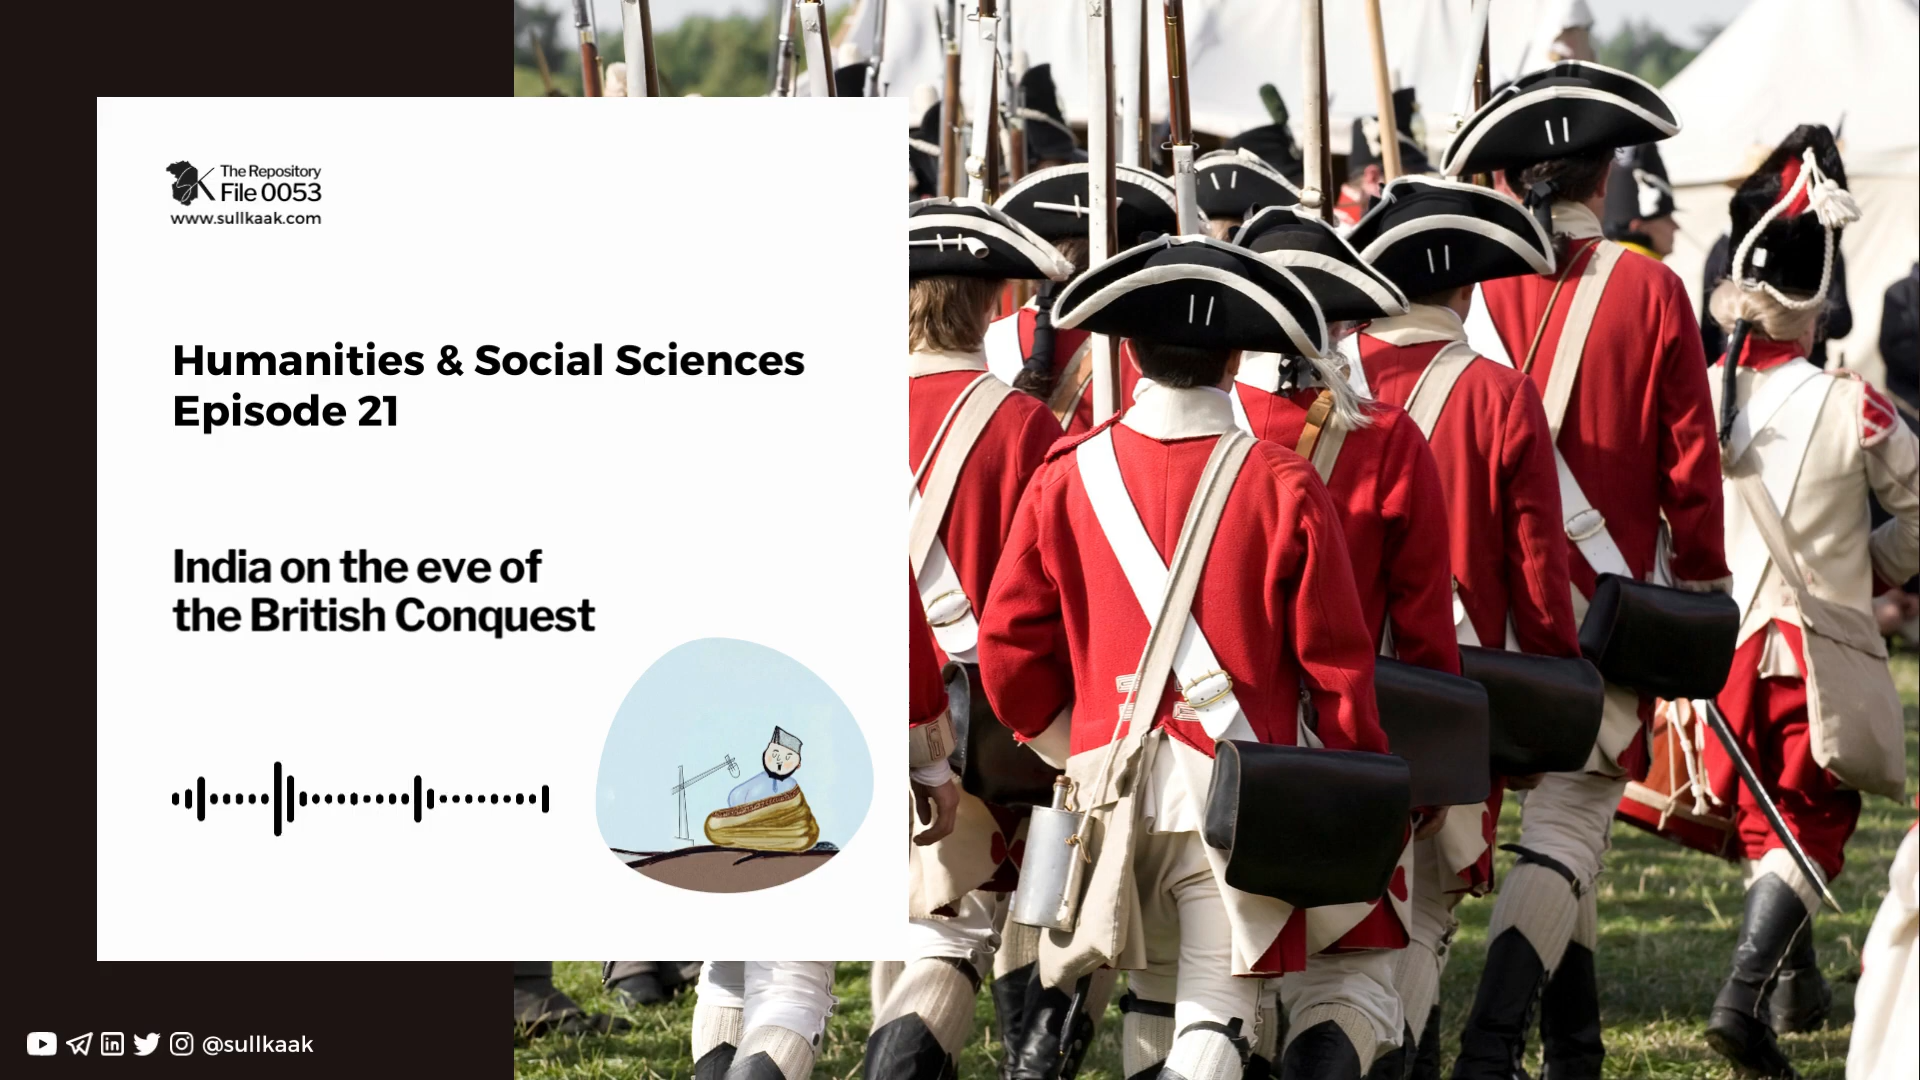 The Repository
File 0053
www.sullkaak.com
Humanities & Social Sciences
Episode 21
India on the eve of
the British Conquest
@sullkaak